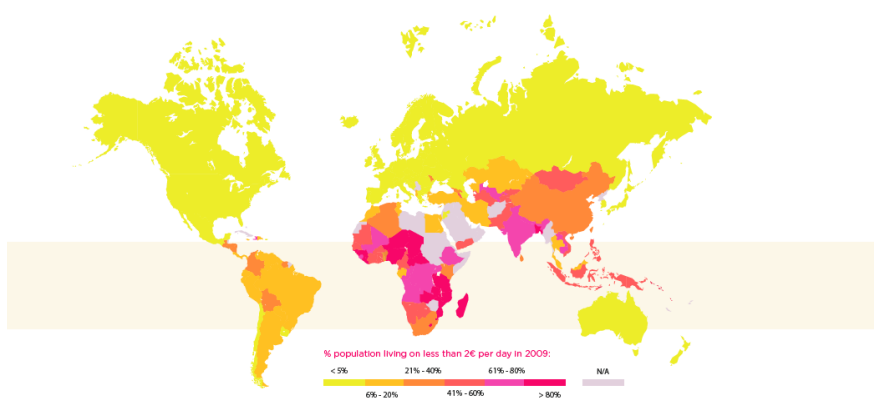 % population living on less than 2€ per day in 2009:
< 5% 21% - 40% 61% - 80% N/A
6% - 20% 41% - 60% > 80%